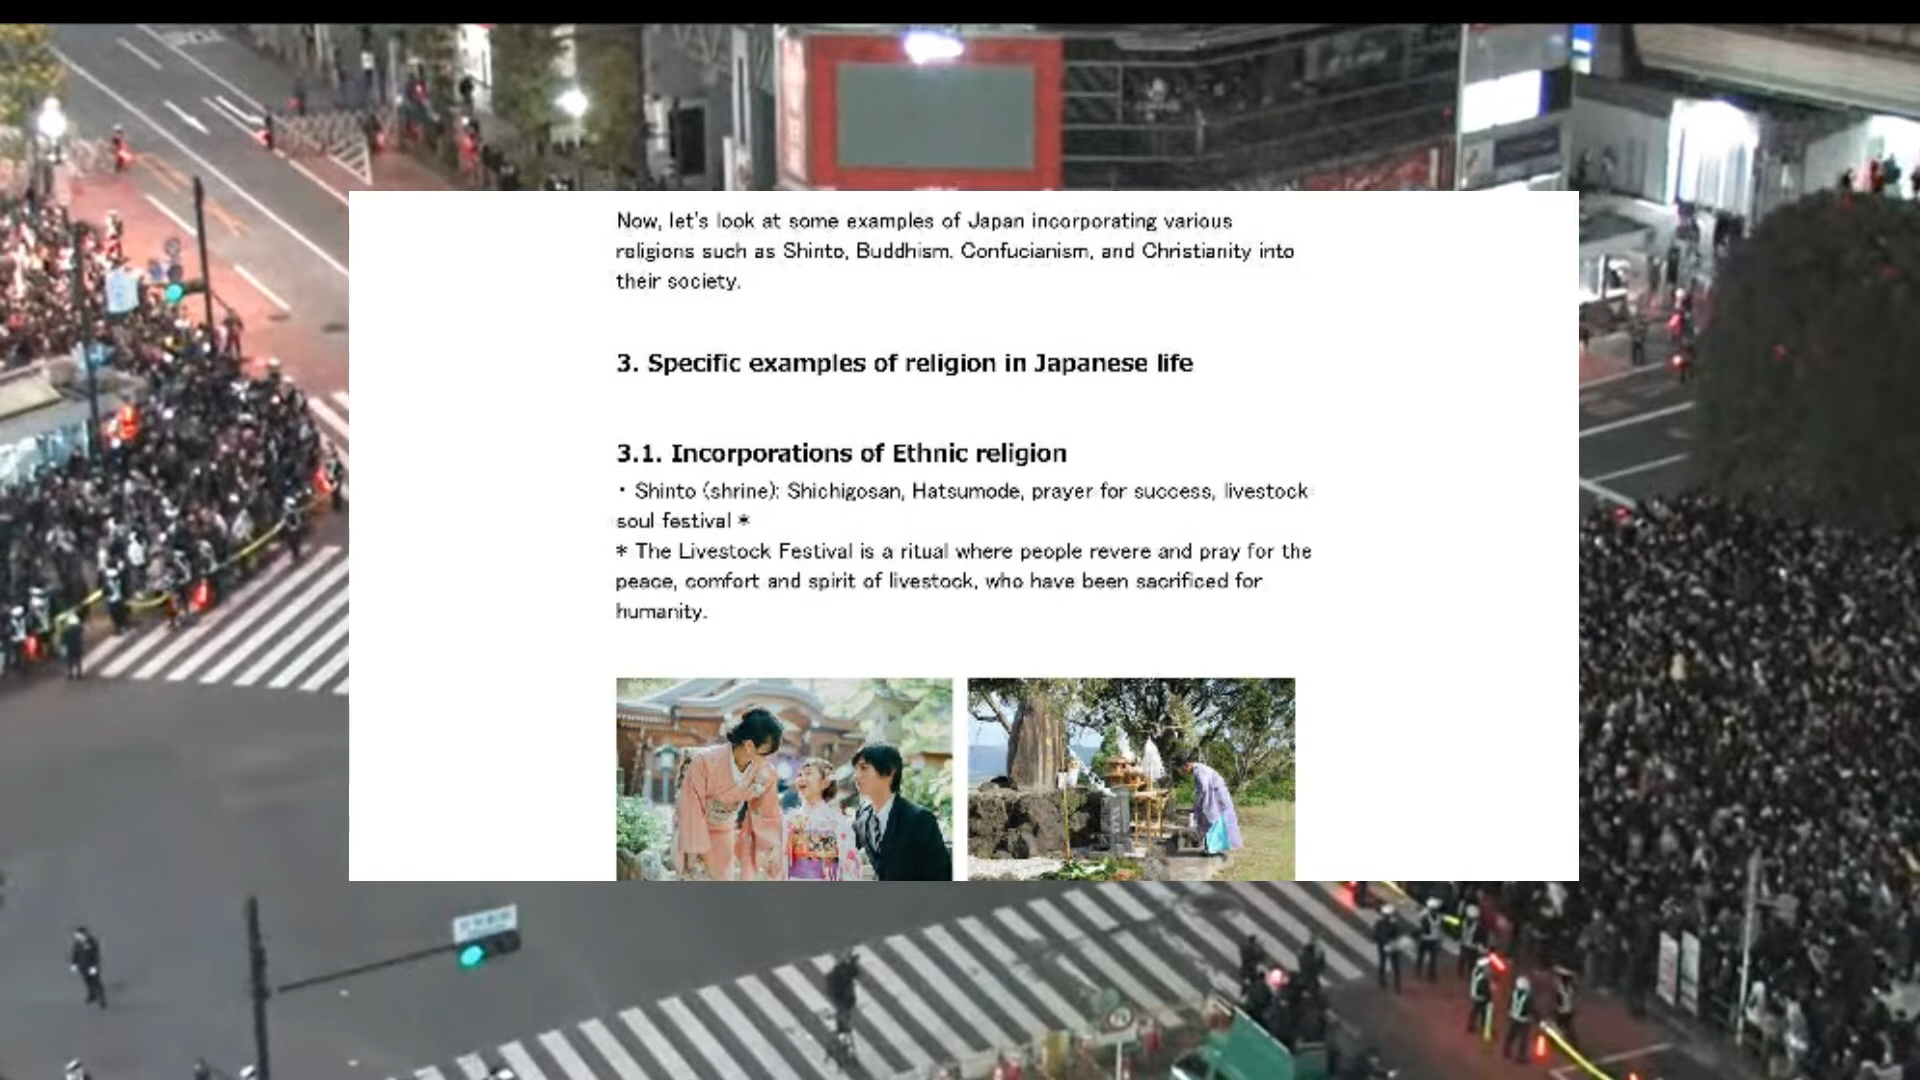 Now, let's look at some examples of Japan incorporating various
religions such as Shinto, Buddhism. Confucianism, and Christianity into
their society.
3. Specific examples of religion in Japanese life
3.1. Incorporations of Ethnic religion
・ Shinto (shrine): Shichigosan, Hatsumode, prayer for success, livestock
soul festival *
* The Livestock Festival is a ritual where people revere and pray for the
peace, comfort and spirit of livestock, who have been sacrificed for
humanity.